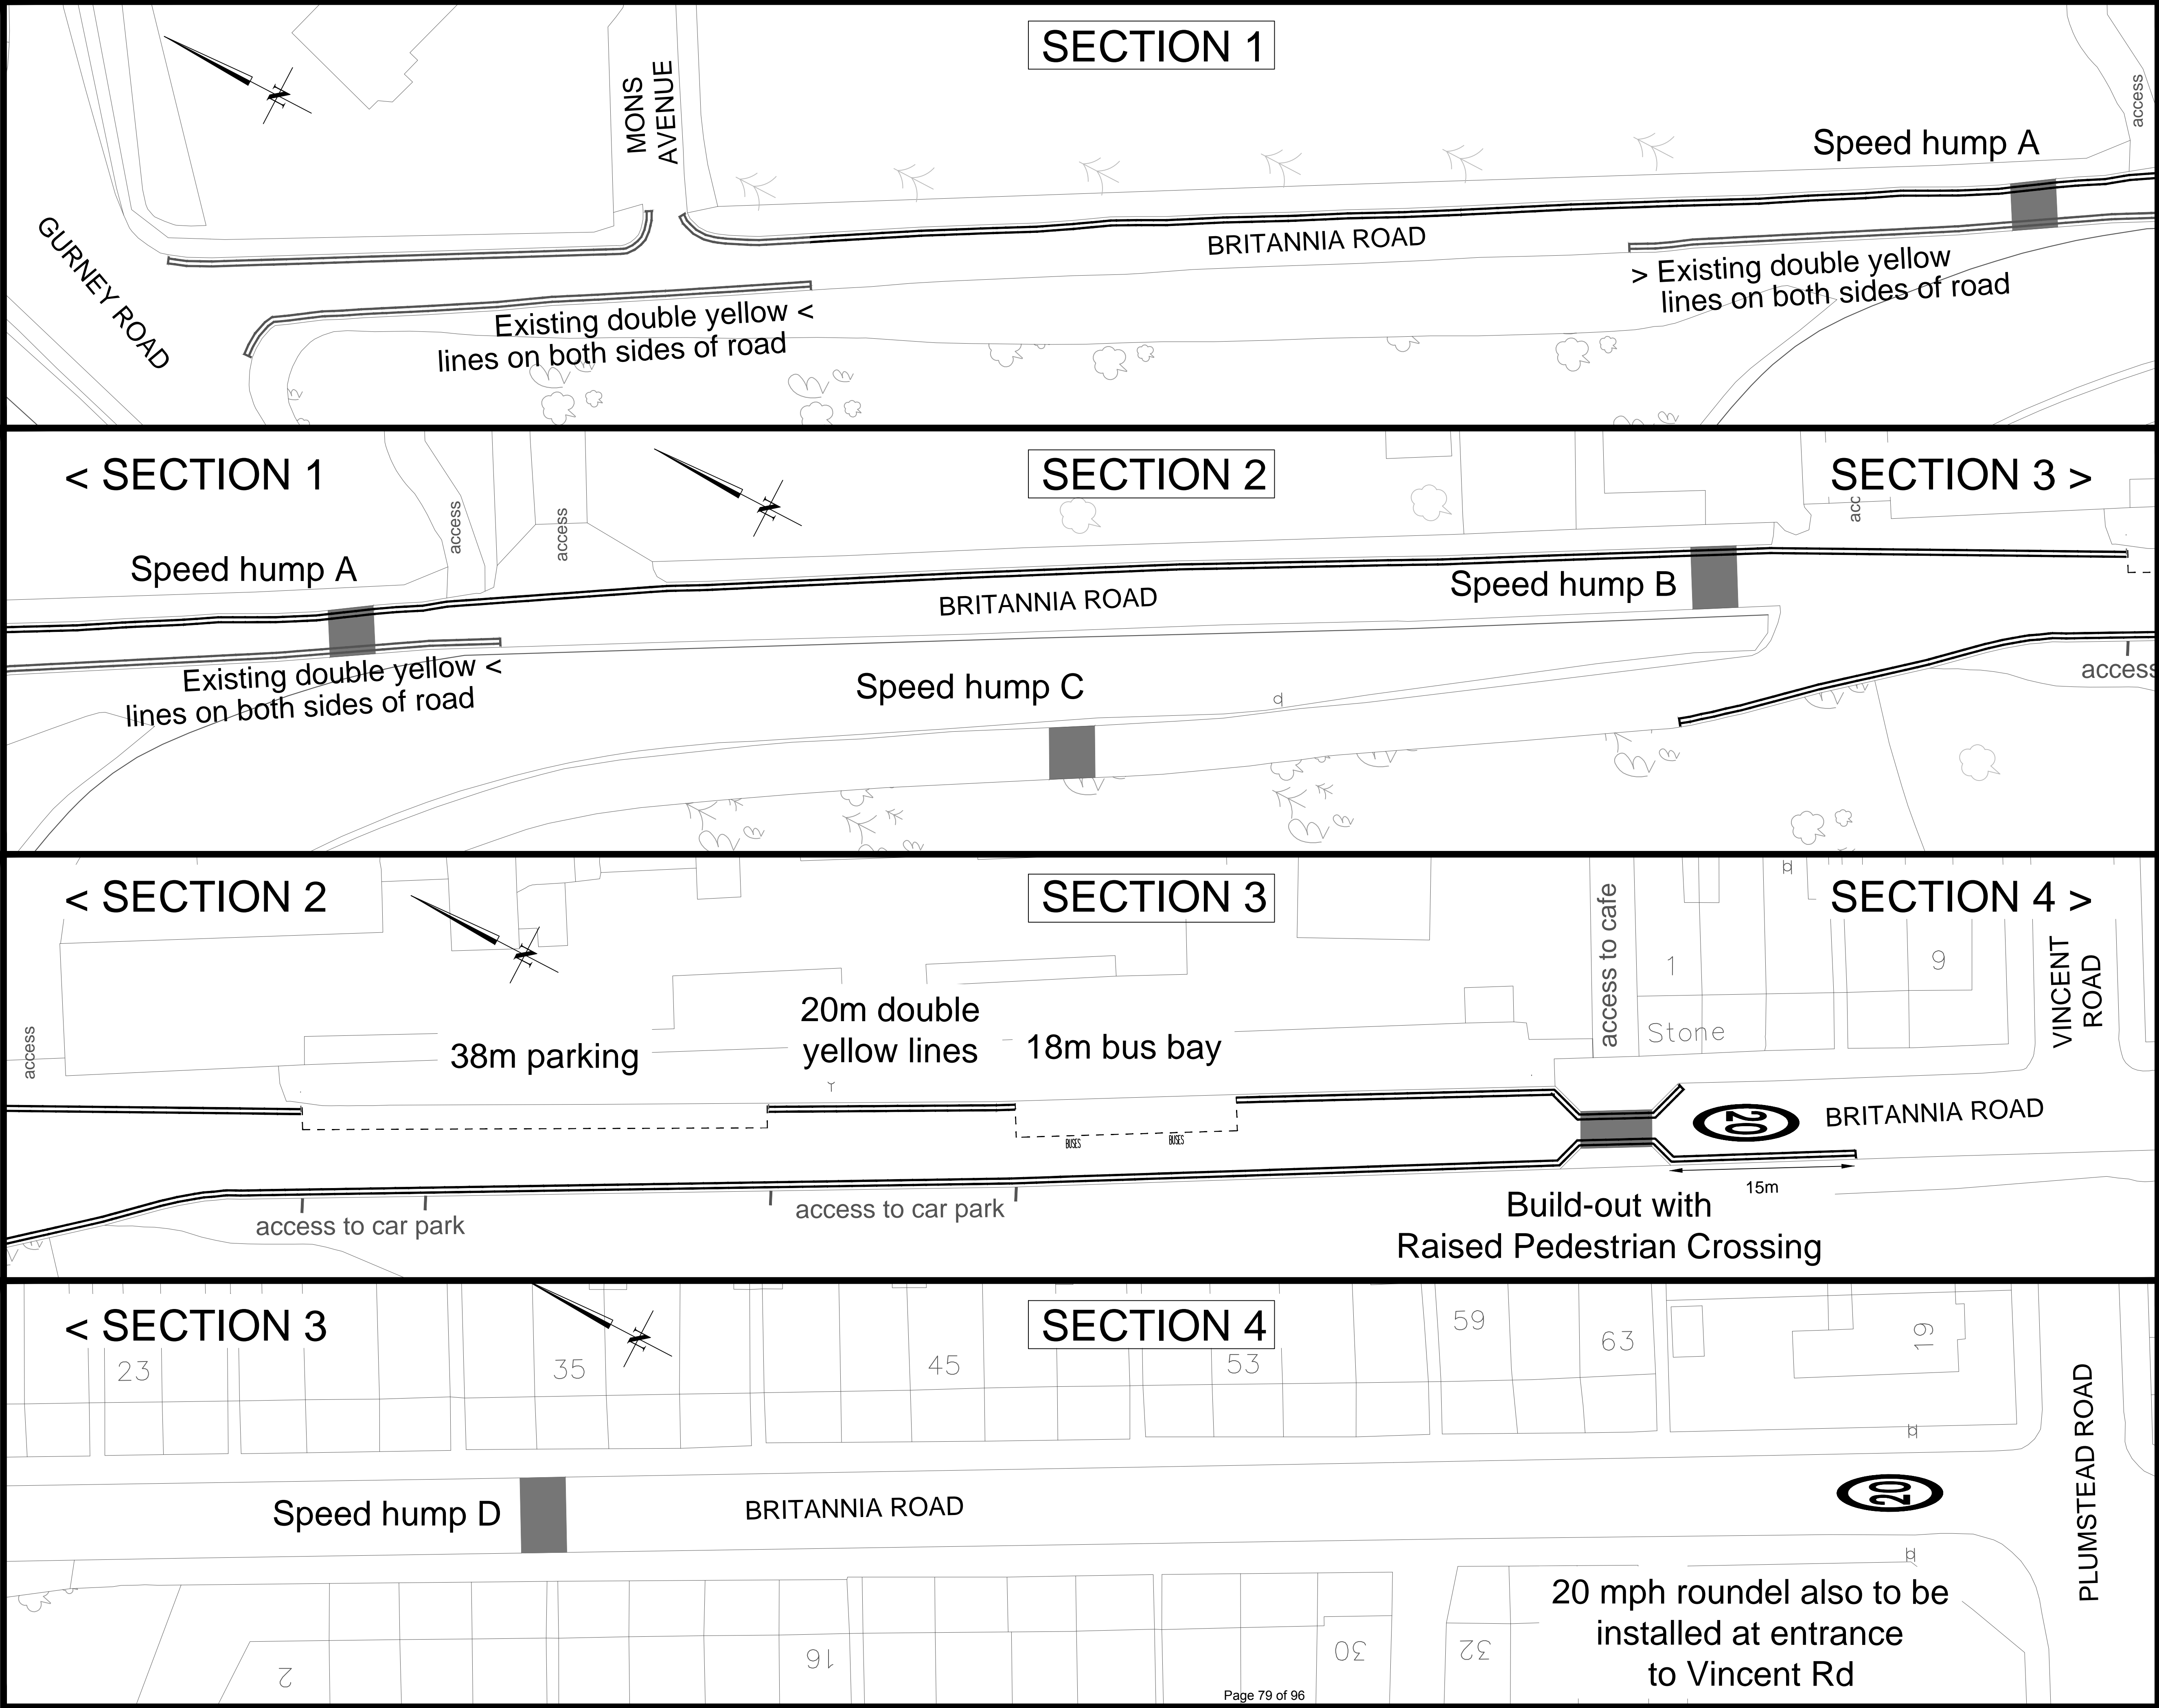 SECTION 1
N
MONS
AVENUE
access
Speed hump A
GURNEY ROAD
BRITANNIA ROAD
> Existing double yellow
lines on both sides of road
Existing double yellow <
lines on both sides of road
< SECTION 1
SECTION 2
SECTION 3 >
N
access
access
acc
Speed hump A
Speed hump B
BRITANNIA ROAD
Existing double yellow <
lines on both sides of road
Speed hump C
access
< SECTION 2
SECTION 3
SECTION 4 >
N
access to cafe
1
9
VINCENT
ROAD
20m double
yellow lines
access
38m parking
18m bus bay
Stone
BUSES
BUSES
20
BRITANNIA ROAD
15m
access to car park
access to car park
Build-out with
Raised Pedestrian Crossing
< SECTION 3
SECTION 4
N
23
35
45
53
59
63
19
PLUMSTEAD ROAD
Speed hump D
BRITANNIA ROAD
20
20 mph roundel also to be
installed at entrance
to Vincent Rd
2
16
30
32
Page 79 of 96